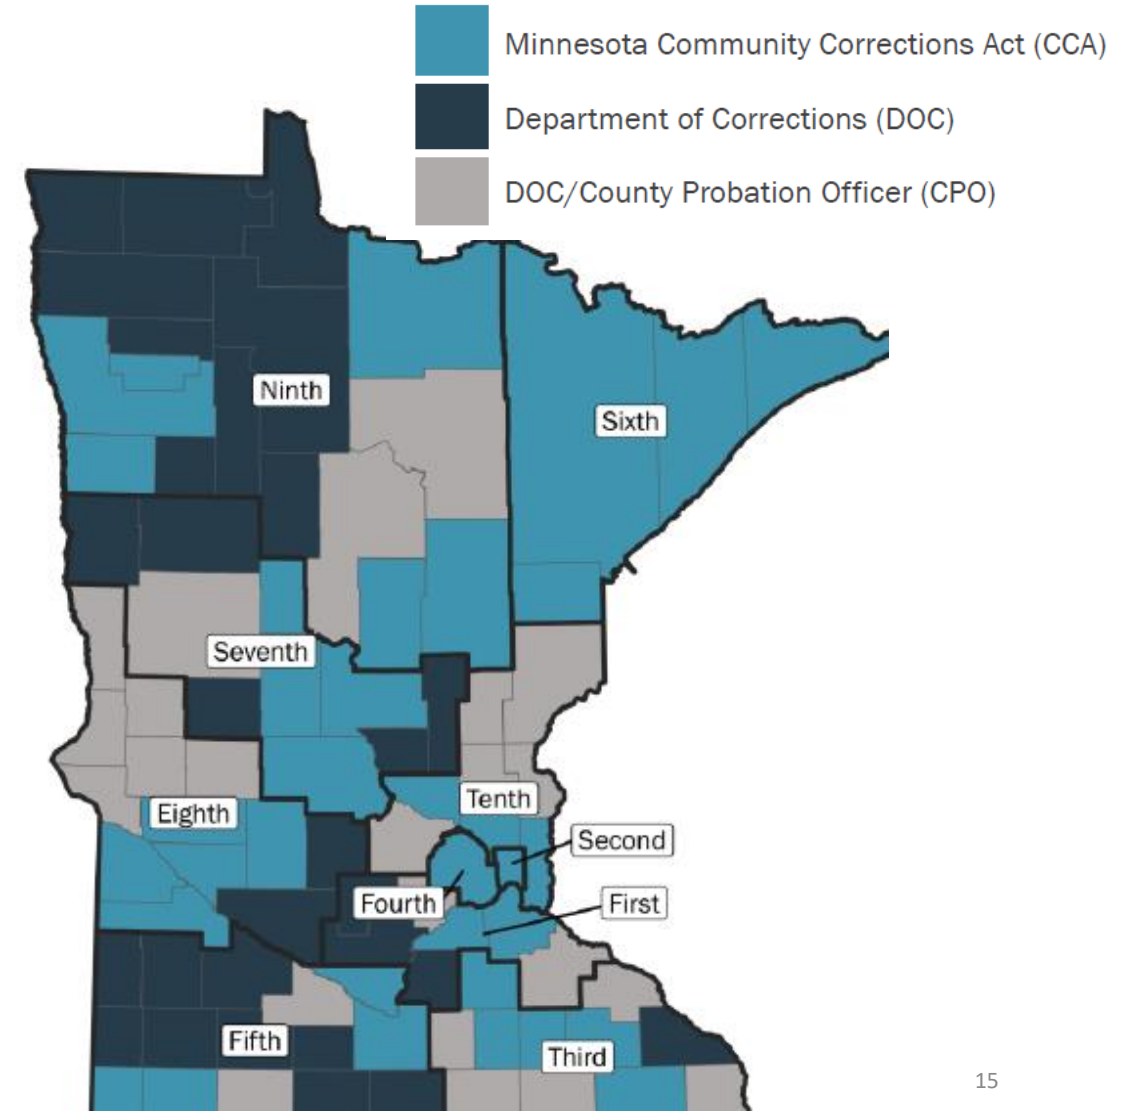 Minnesota Community Corrections Act (CCA)
Department of Corrections (DOC)
DOC/County Probation Officer (CPO)
Ninth
Sixth
Seventh
Tenth
Eighth
Second
Fourth
First
Fifth
Third
15